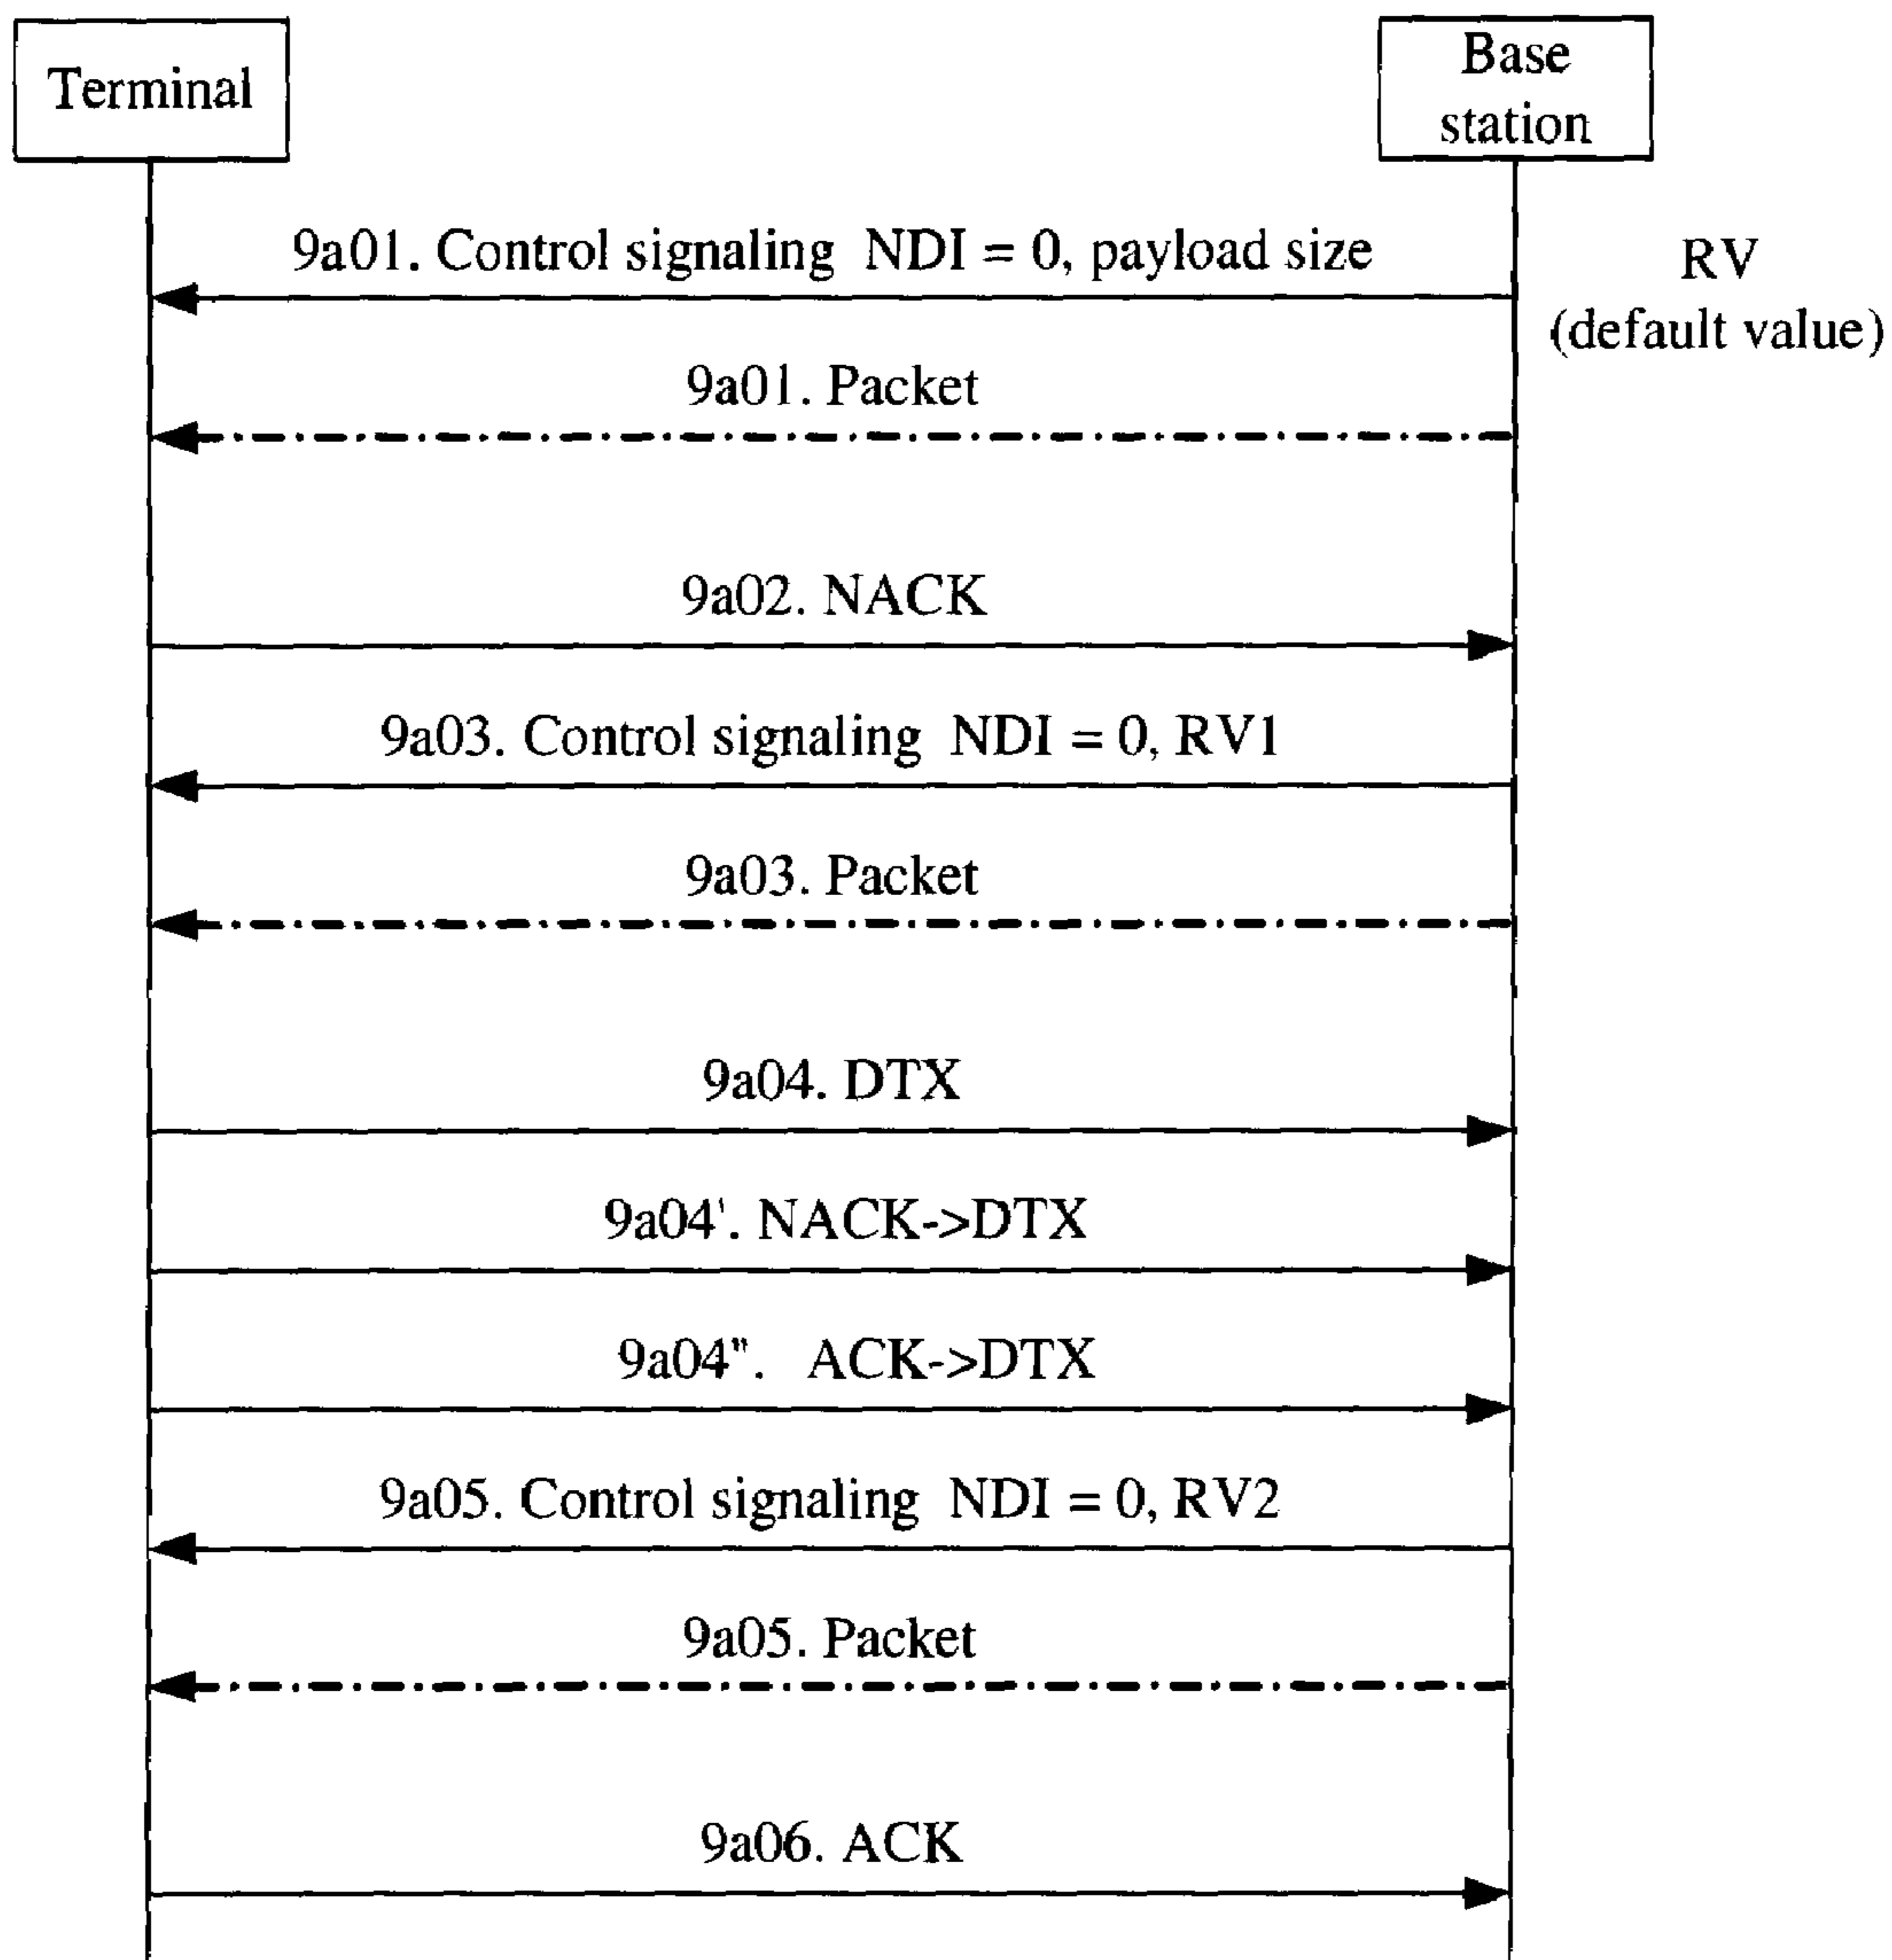 Terminal
Base
station
9a01. Control signaling NDI = 0, payload size
RV
(default value)
9a01. Packet
9a02. NACK
9a03. Control signaling NDI = 0, RV1
9a03. Packet
9a04. DTX
9a04'. NACK->DTX
9a04". ACK->DTX
9a05. Control signaling NDI = 0, RV2
9a05. Packet
9a06. ACK